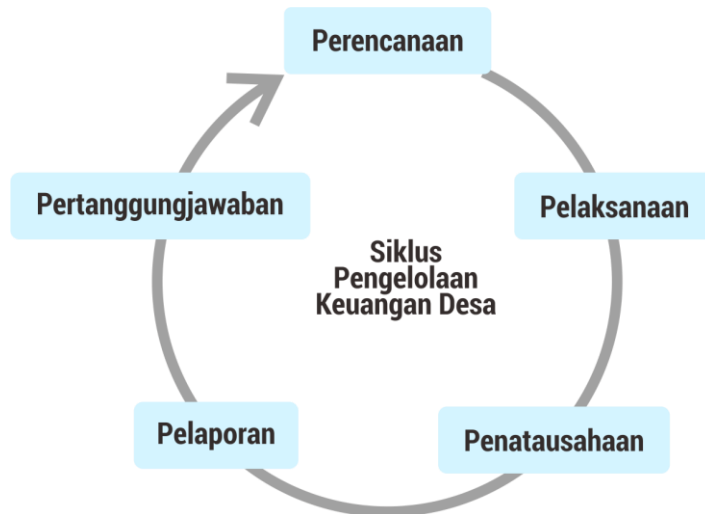 Perencanaan
Pelaksanaan
Penatausahaan
Pelaporan
Pertanggungjawaban
Siklus
Pengelolaan
Keuangan Desa